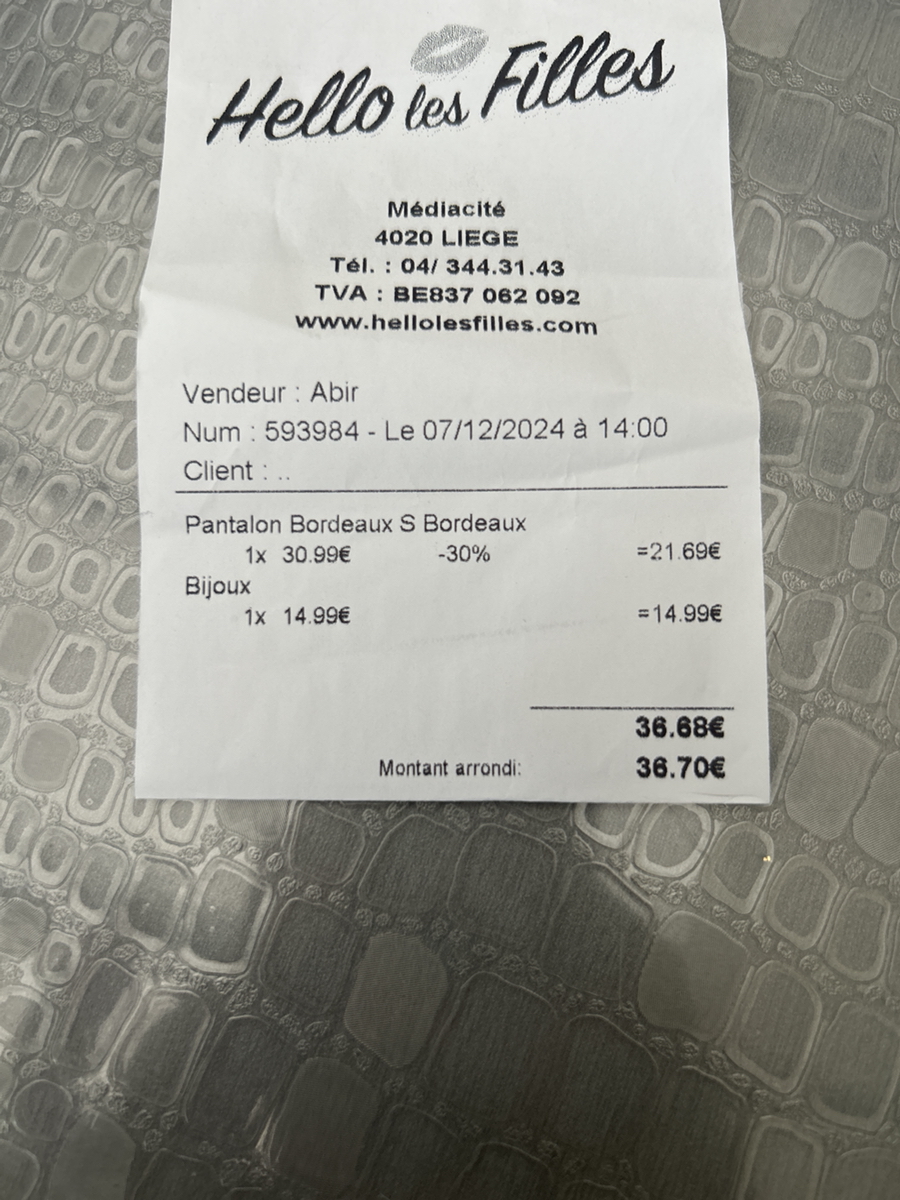 Hello les Filles
Médiacité
4020 LIEGE
Tél. : 04/ 344.31.43
TVA : BE837 062 092
www.hellolesfilles.com
Vendeur : Abir
Num : 593984 - Le 07/12/2024 à 14:00
Client : ..
Pantalon Bordeaux S Bordeaux
1x 30.99€ -30% =21.69€
Bijoux
1x 14.99€ =14.99€
36.68€
Montant arrondi: 36.70€